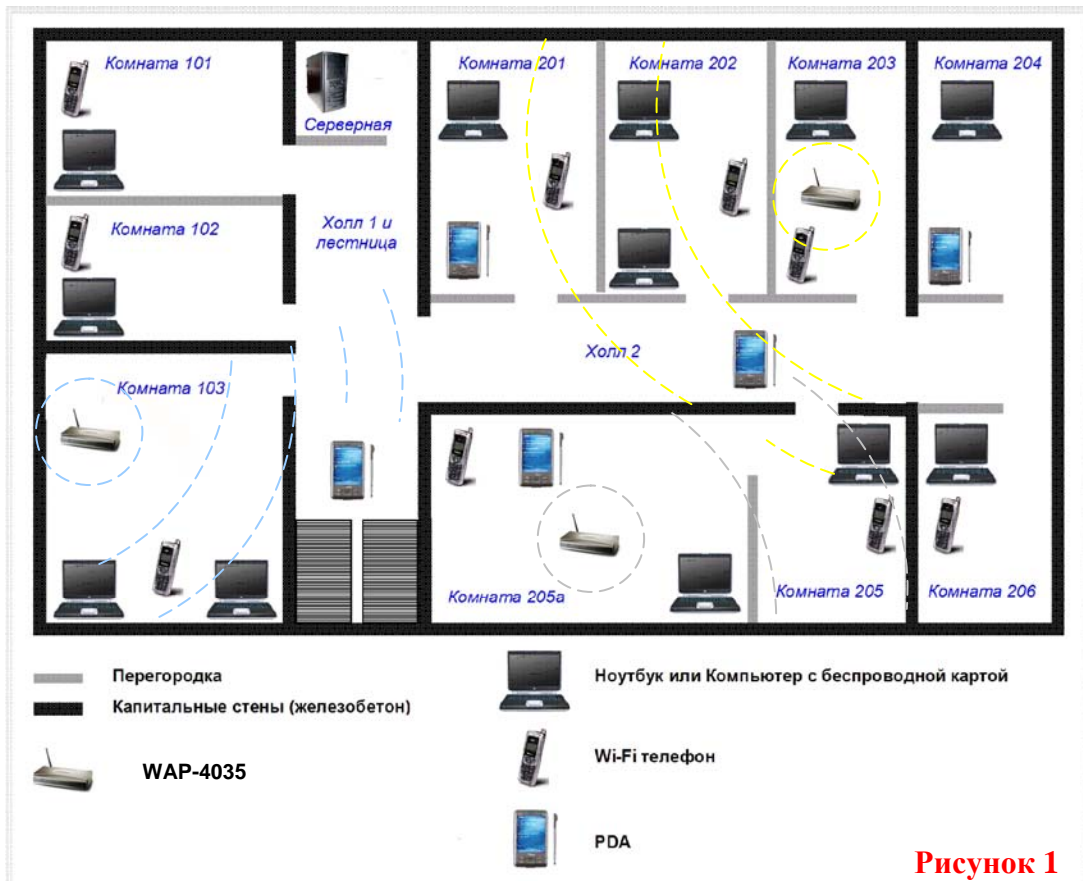 Комната 101
Комната 201
Комната 202
Комната 203
Комната 204
Серверная
Комната 102
Холл 1 и
лестница
Холл 2
Комната 103
Комната 205а
Комната 205
Комната 206
Перегородка
Капитальные стены (железобетон)
WAP-4035
Ноутбук или Компьютер с беспроводной картой
Wi-Fi телефон
PDA
Рисунок 1